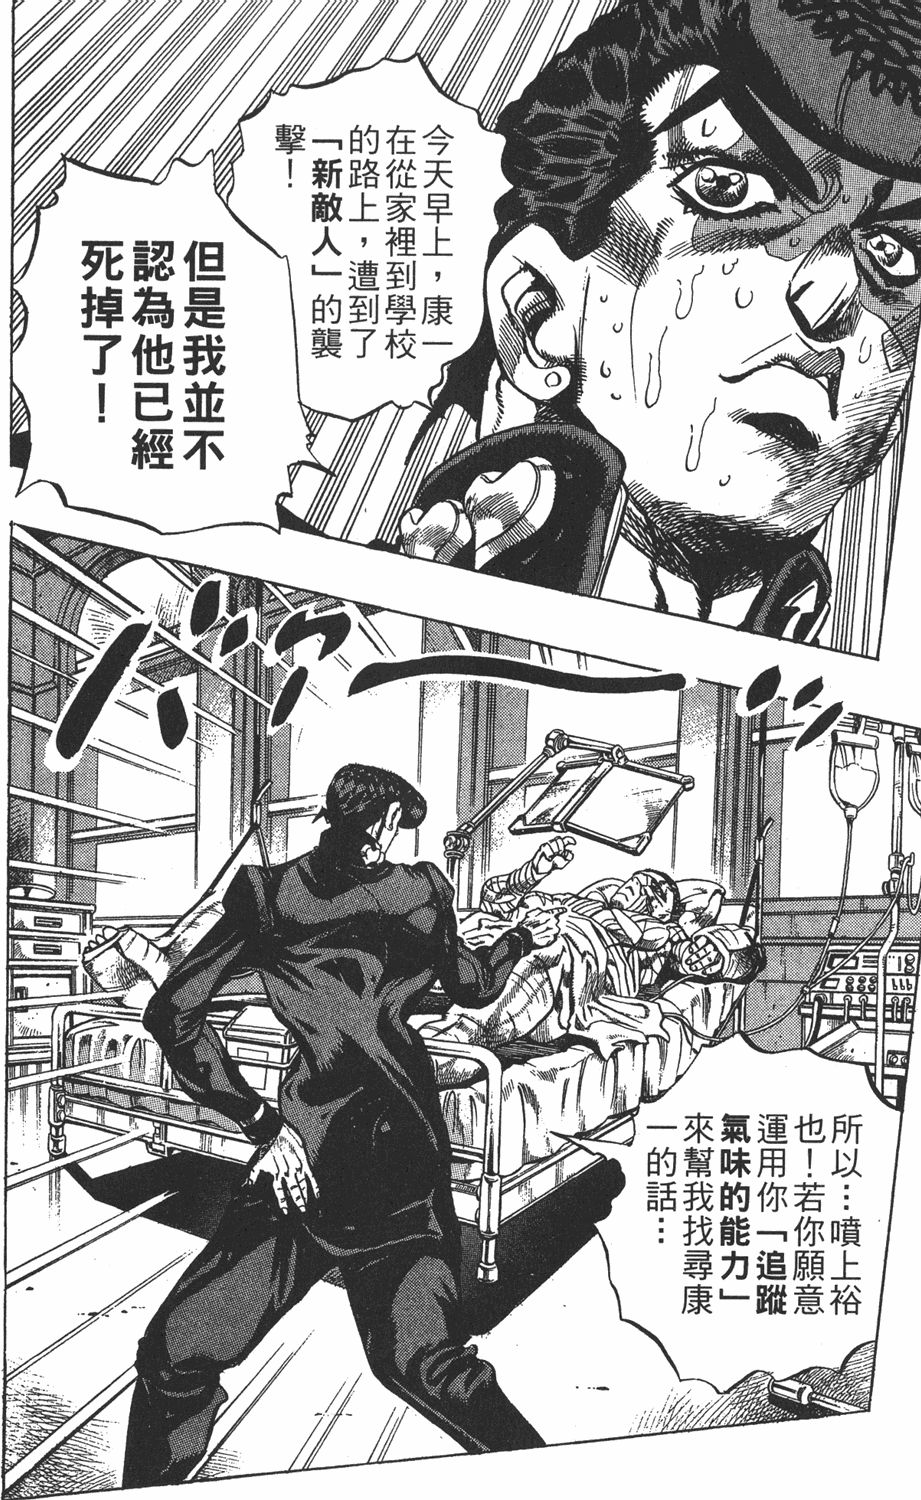 今天早上，康一
在從家裡到學校
的路上，遭到了
「新敵人」的襲
擊！
但是我並不
認為他已經
死掉了！
バーン
所以…噴上裕
也！若你願意
運用你「追蹤
氣味的能力」
來幫我找尋康
一的話…